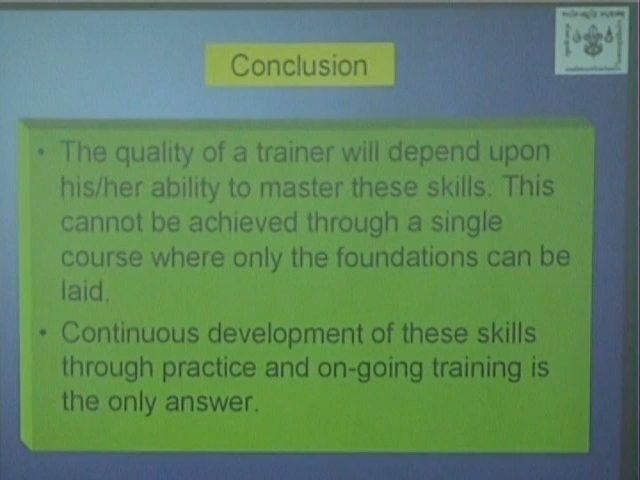 Conclusion
• The quality of a trainer will depend upon
his/her ability to master these skills. This
cannot be achieved through a single
course where only the foundations can be
laid.
• Continuous development of these skills
through practice and on-going training is
the only answer.